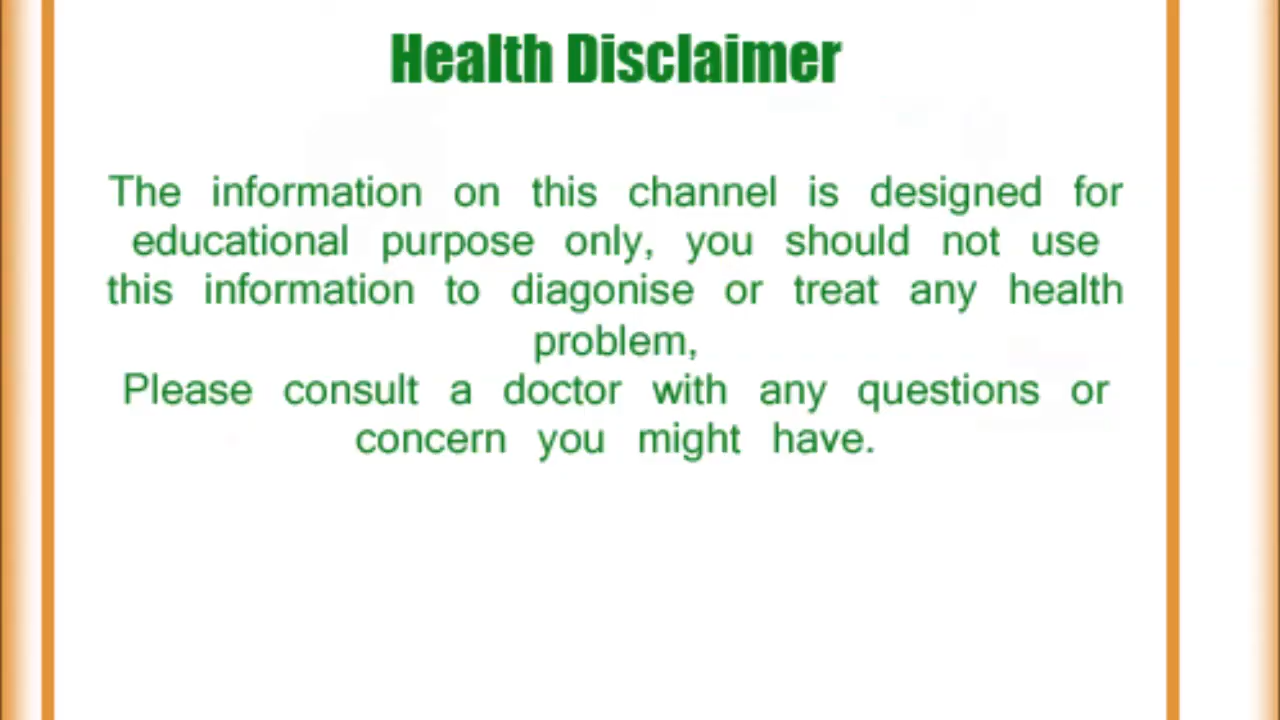 Health Disclaimer
The information on this channel is designed for
educational purpose only, you should not use
this information to diagonise or treat any health
problem,
Please consult a doctor with any questions or
concern you might have.